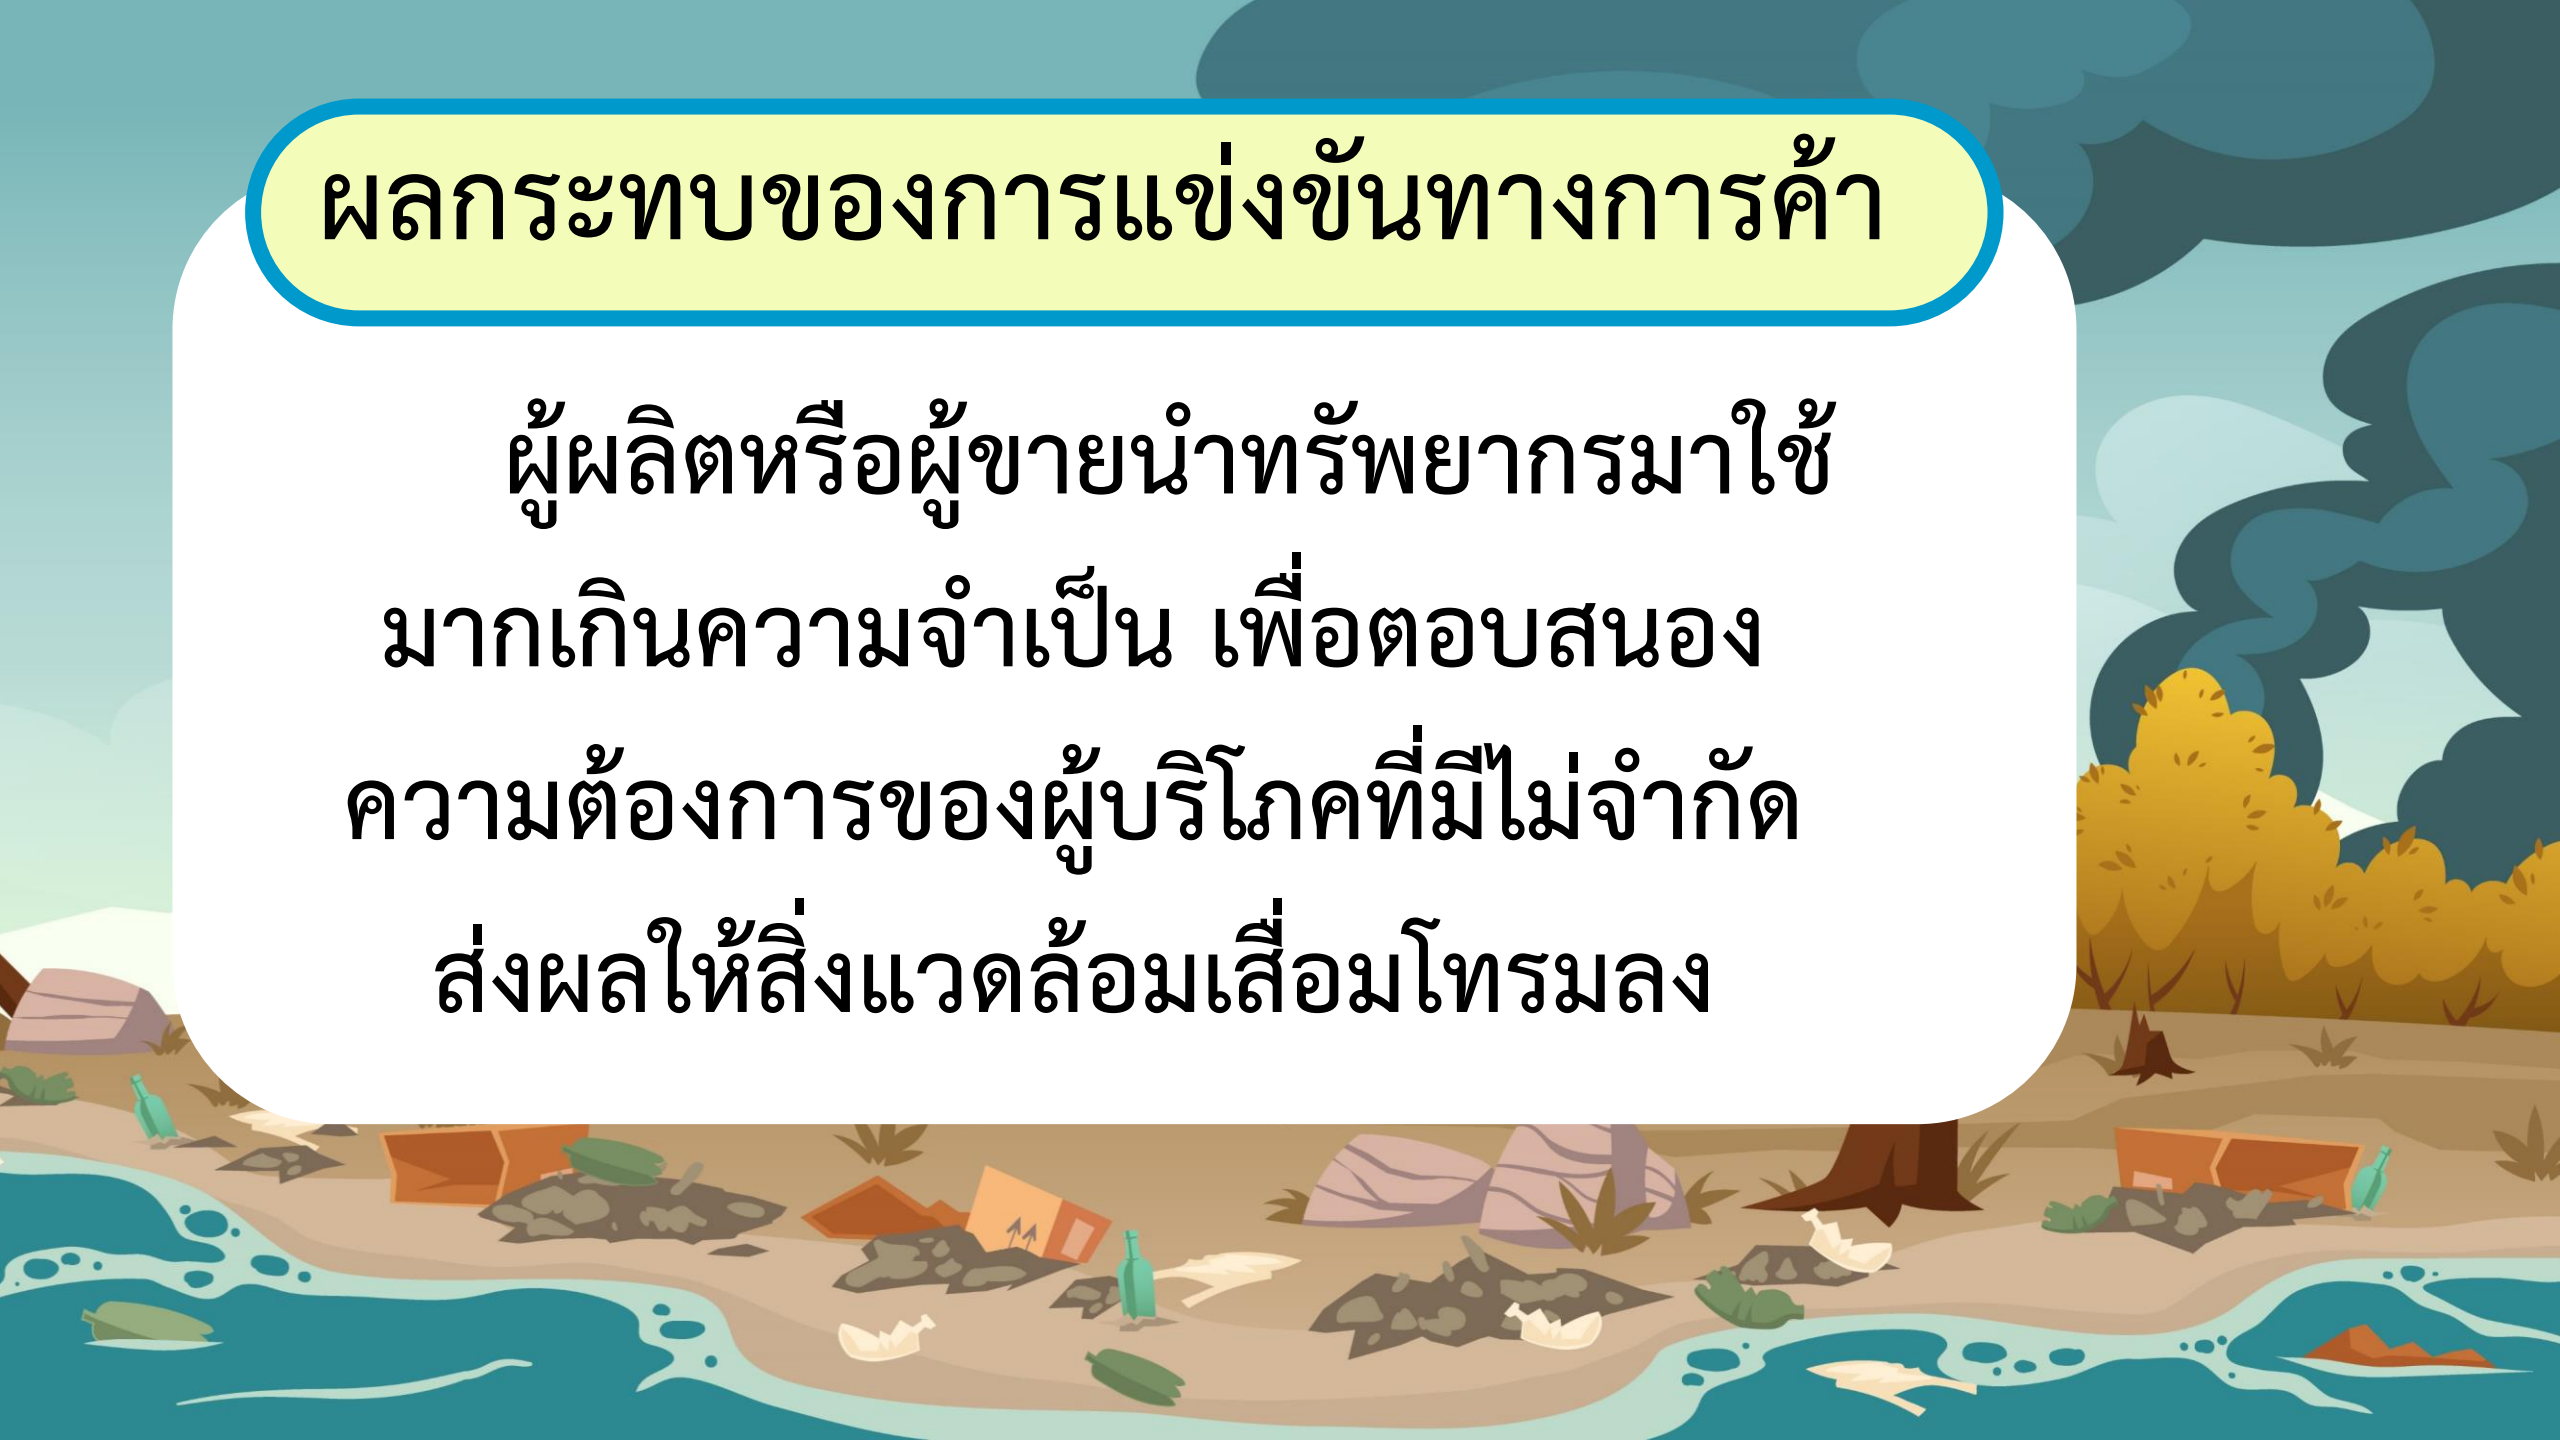 ผลกระทบของการแข่งขันทางการค้า
ผู้ผลิตหรือผู้ขายนำทรัพยากรมาใช้
มากเกินความจำเป็น เพื่อตอบสนอง
ความต้องการของผู้บริโภคที่มีไม่จำกัด
ส่งผลให้สิ่งแวดล้อมเสื่อมโทรมลง